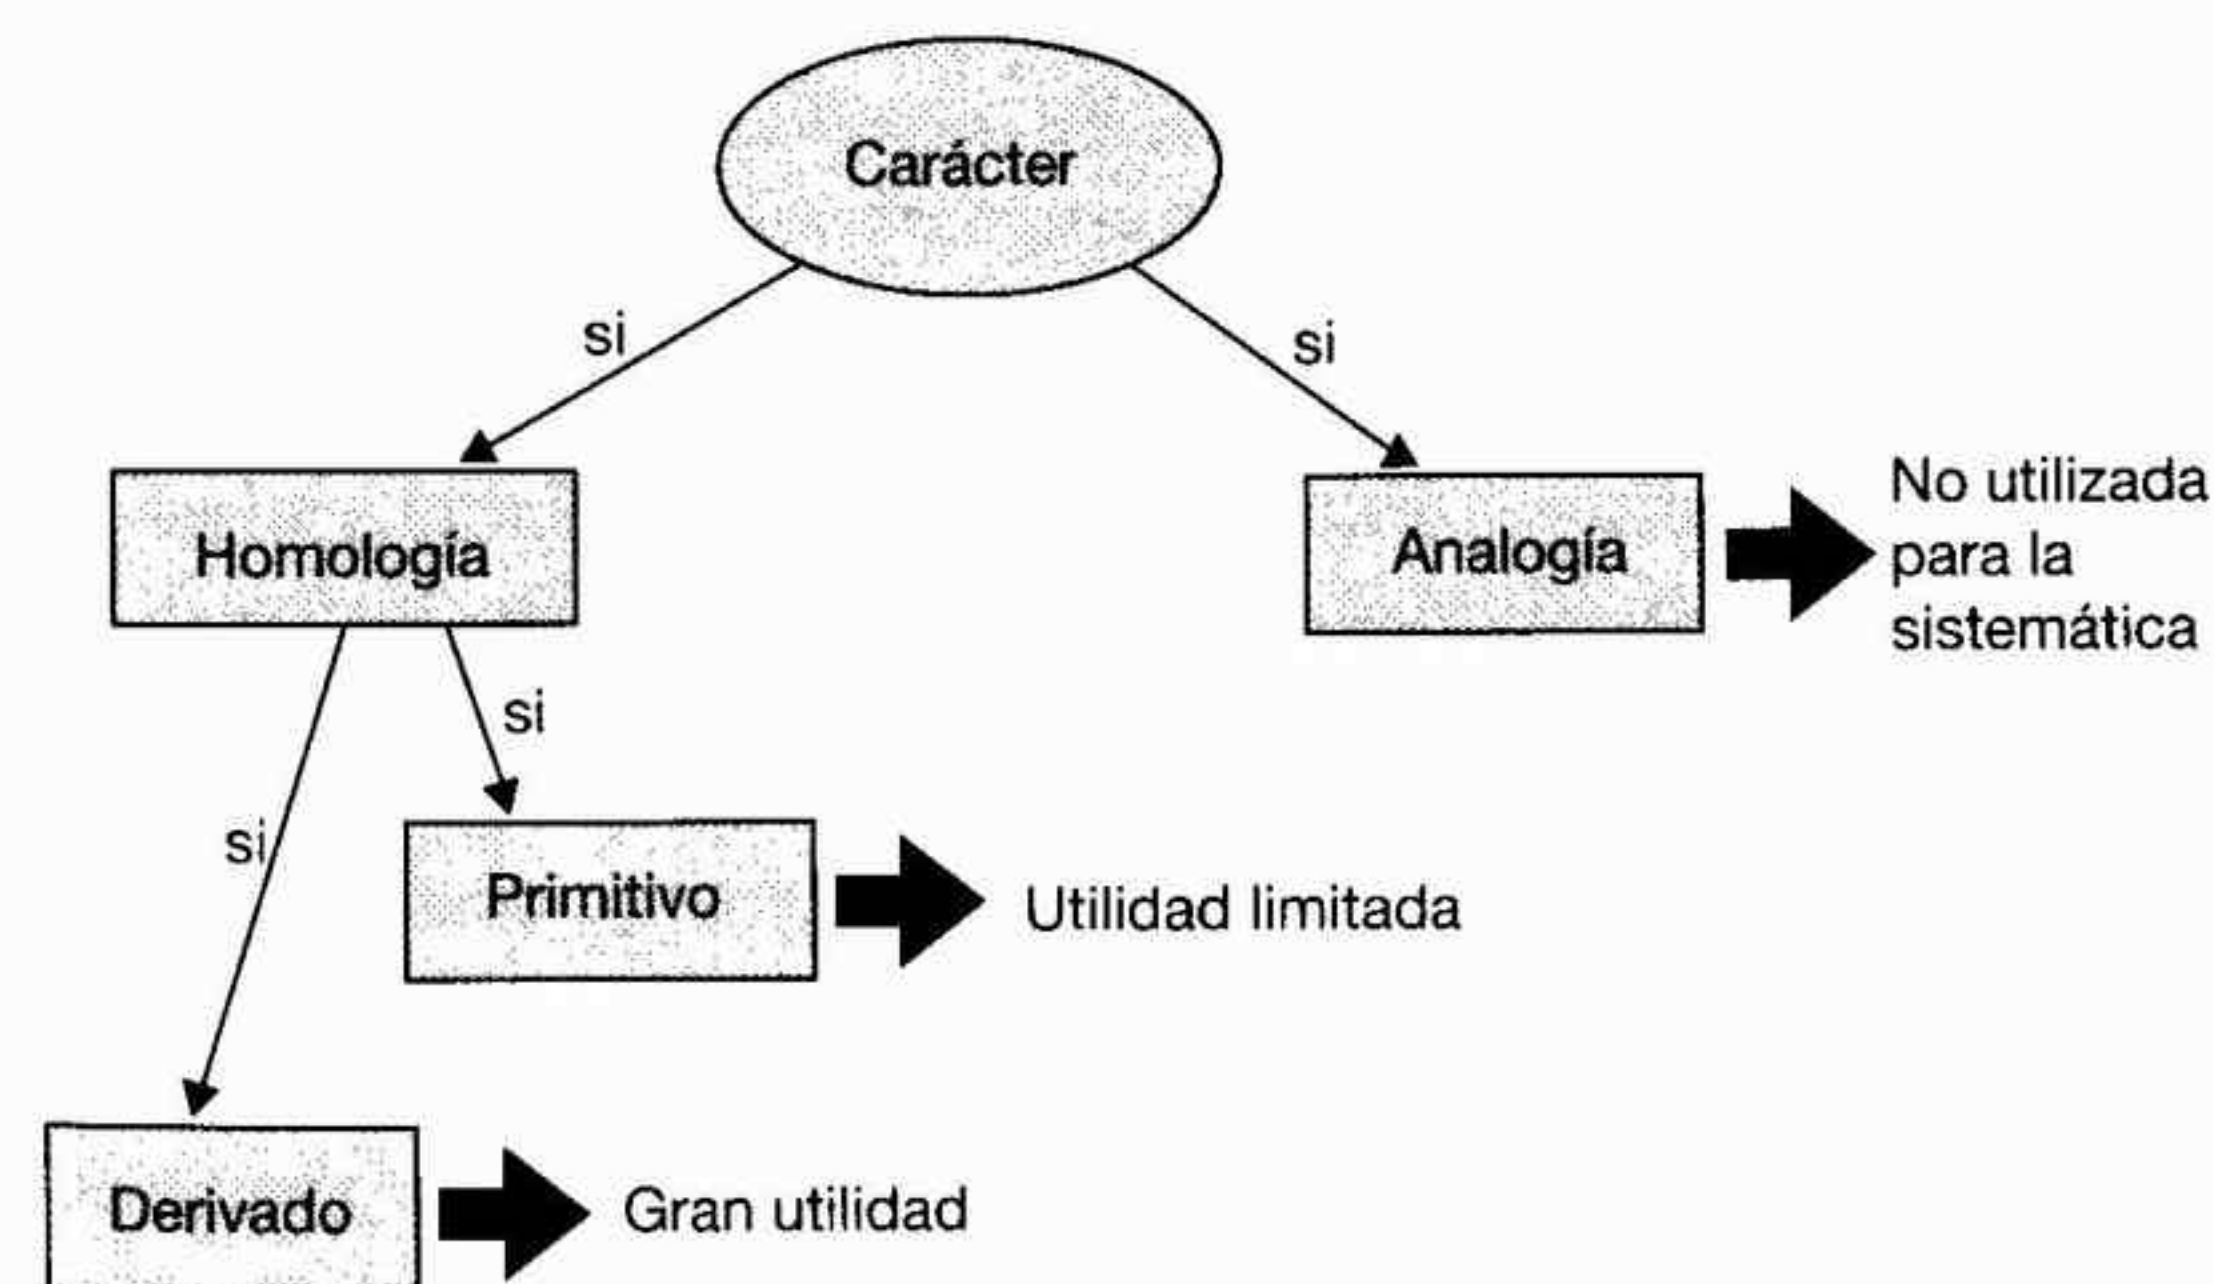 Carácter
si
si
Homología
Analogía
No utilizada
para la
sistemática
si
si
Primitivo
Utilidad limitada
Derivado
Gran utilidad